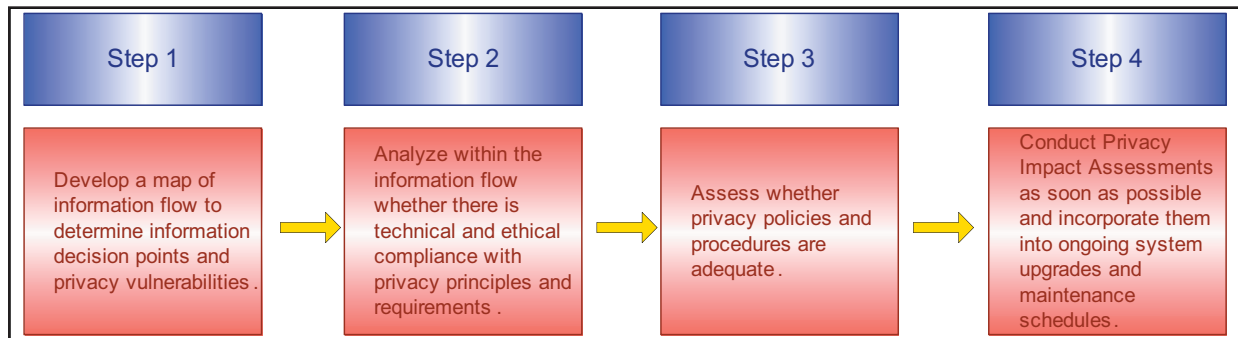 Step 1
Step 2
Step 3
Step 4
Develop a map of
information flow to
determine information
decision points and
privacy vulnerabilities .
Analyze within the
information flow
whether there is
technical and ethical
compliance with
privacy principles and
requirements .
Assess whether
privacy policies and
procedures are
adequate .
Conduct Privacy
Impact Assessments
as soon as possible
and incorporate them
into ongoing system
upgrades and
maintenance
schedules .